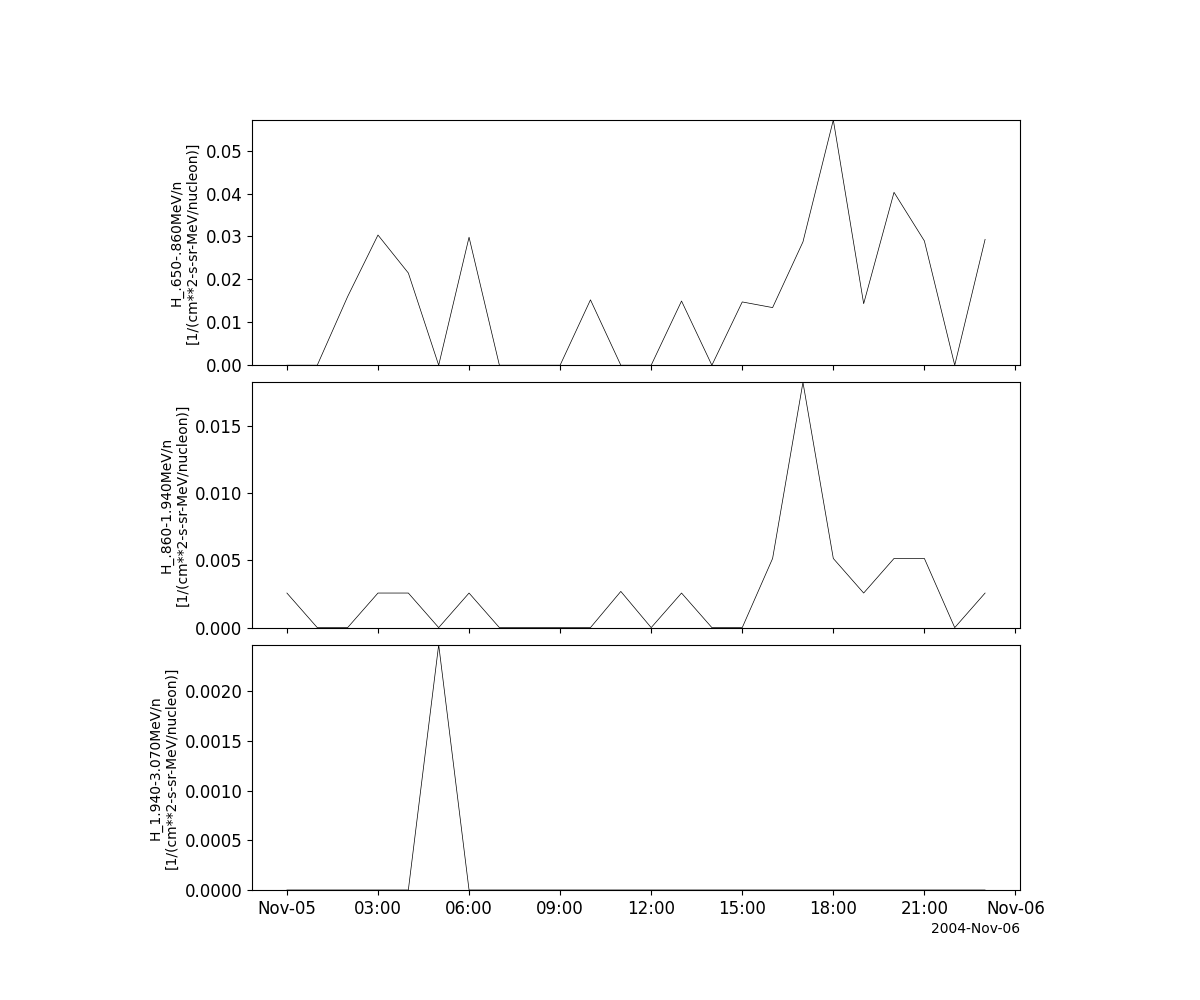 H_.650-.860MeV/n
[1/(cm**2-s-sr-MeV/nucleon)]
0.05
0.04
0.03
0.02
0.01
0.00
H_.860-1.940MeV/n
[1/(cm**2-s-sr-MeV/nucleon)]
0.015
0.010
0.005
0.000
H_1.940-3.070MeV/n
[1/(cm**2-s-sr-MeV/nucleon)]
0.0020
0.0015
0.0010
0.0005
0.0000
Nov-05 03:00 06:00 09:00 12:00 15:00 18:00 21:00 Nov-06
2004-Nov-06